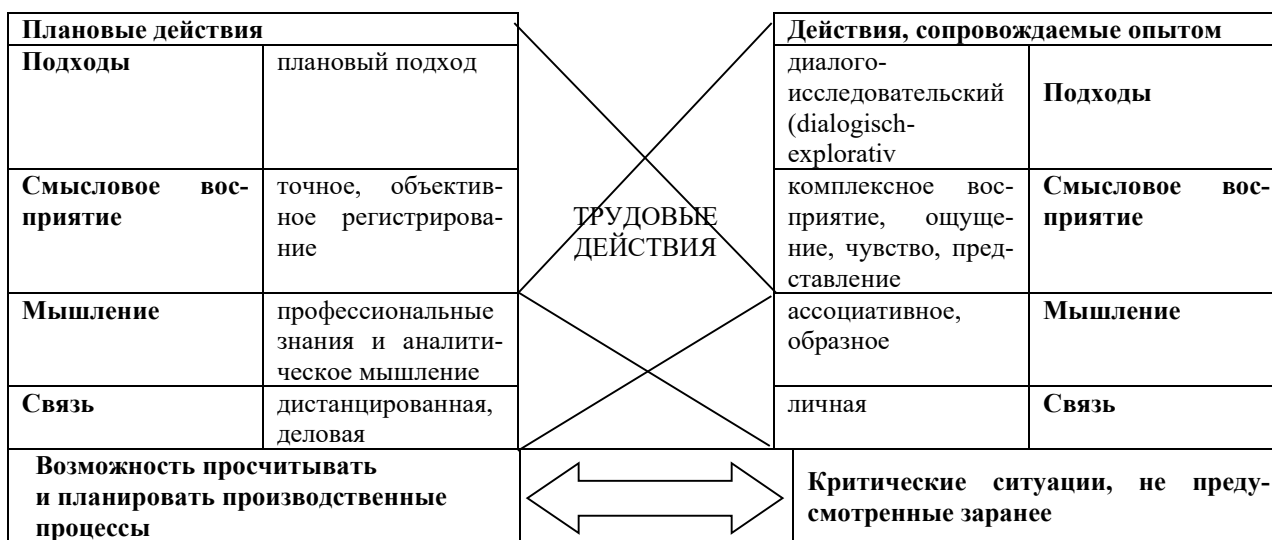 Плановые действия
Подходы
плановый подход
Смысловое вос-
приятие
точное, объектив-
ное регистрирова-
ние
Мышление
профессиональные
знания и аналити-
ческое мышление
Связь
дистанцированная,
деловая
Возможность просчитывать
и планировать производственные
процессы
ТРУДОВЫЕ
ДЕЙСТВИЯ
Действия, сопровождаемые опытом
диалого-
исследовательский
(dialogisch-
explorativ
Подходы
комплексное вос-
приятие, ощуще-
ние, чувство, пред-
ставление
Смысловое вос-
приятие
ассоциативное,
образное
Мышление
личная
Связь
Критические ситуации, не преду-
смотренные заранее